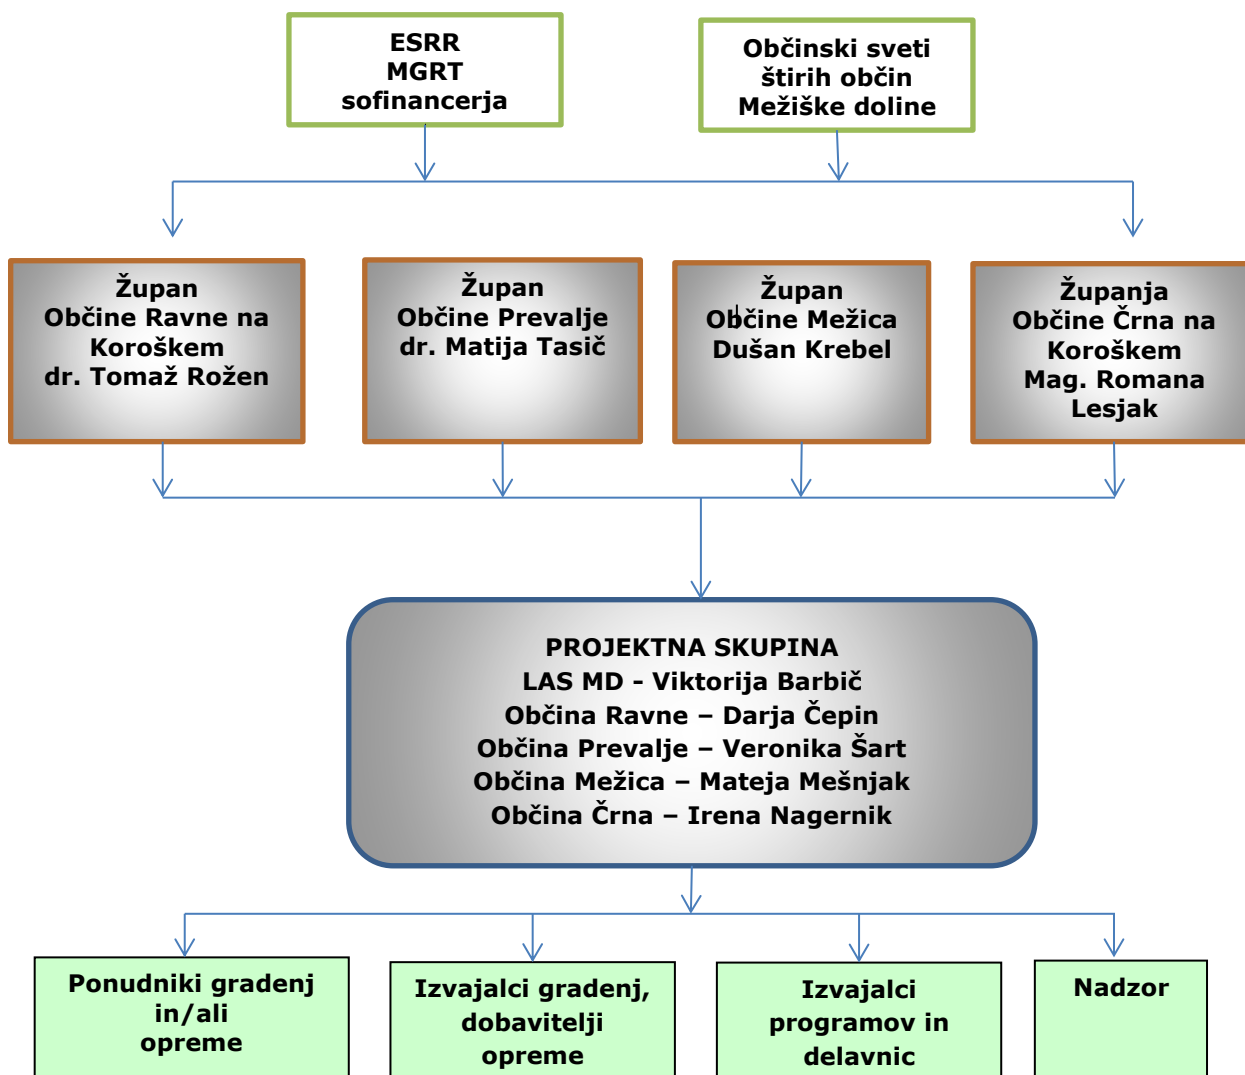 ESRR
MGRT
sofinancerja
Občinski sveti
štirih občin
Mežiške doline
Župan
Občine Ravne na
Koroškem
dr. Tomaž Rožen
Župan
Občine Prevalje
dr. Matija Tasič
Župan
Občine Mežica
Dušan Krebel
Županja
Občine Črna na
Koroškem
Mag. Romana
Lesjak
PROJEKTNA SKUPINA
LAS MD - Viktorija Barbič
Občina Ravne – Darja Čepin
Občina Prevalje – Veronika Šart
Občina Mežica – Mateja Mešnjak
Občina Črna – Irena Nagernik
Ponudniki gradenj
in/ali
opreme
Izvajalci gradenj,
dobavitelji
opreme
Izvajalci
programov in
delavnic
Nadzor